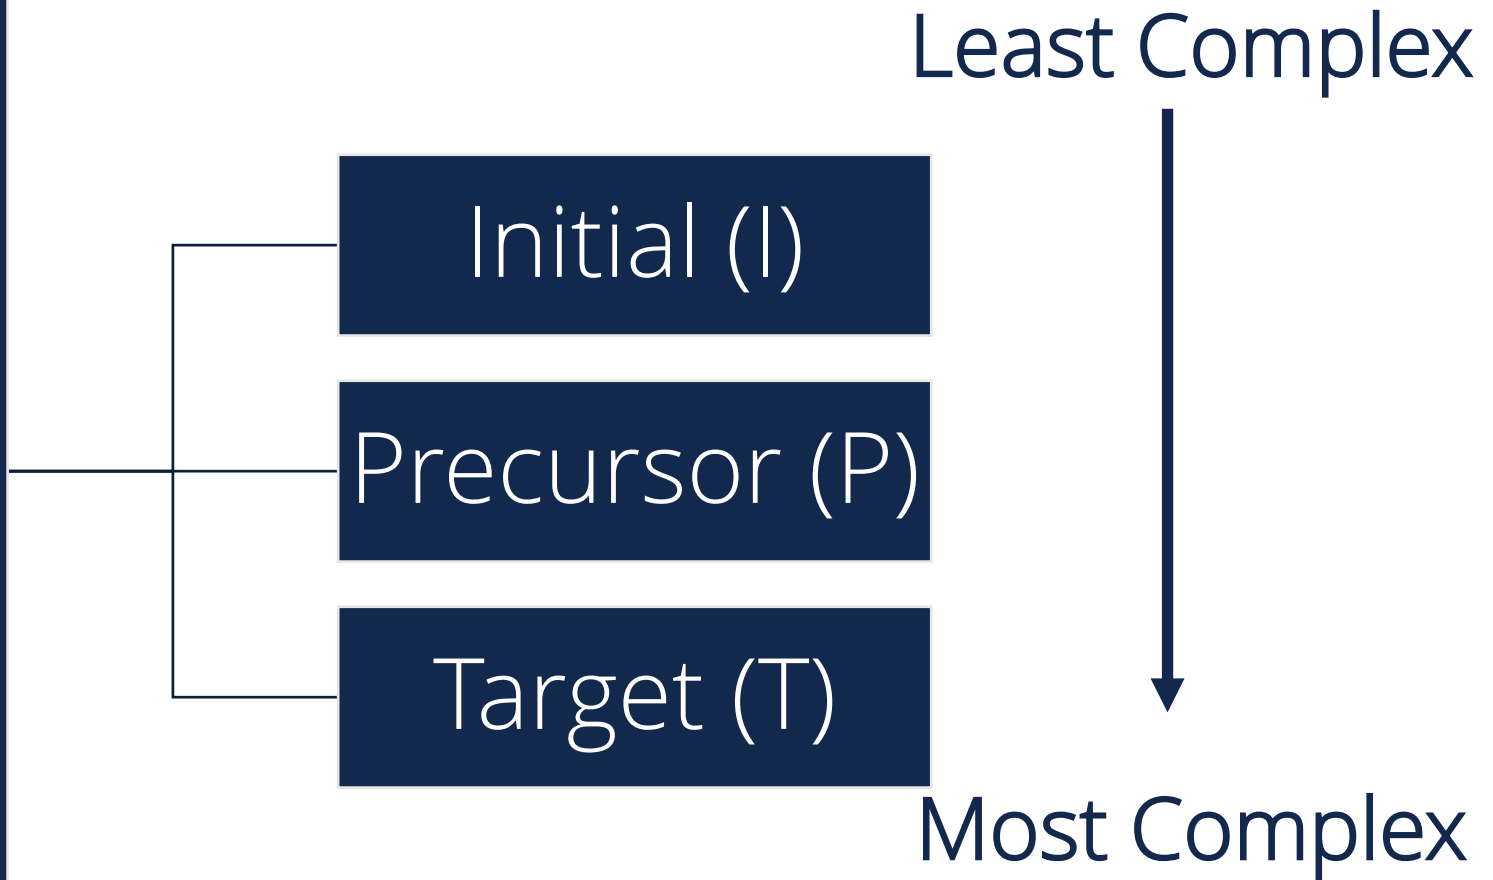 Least Complex
Initial (I)
Precursor (P)
Target (T)
Most Complex